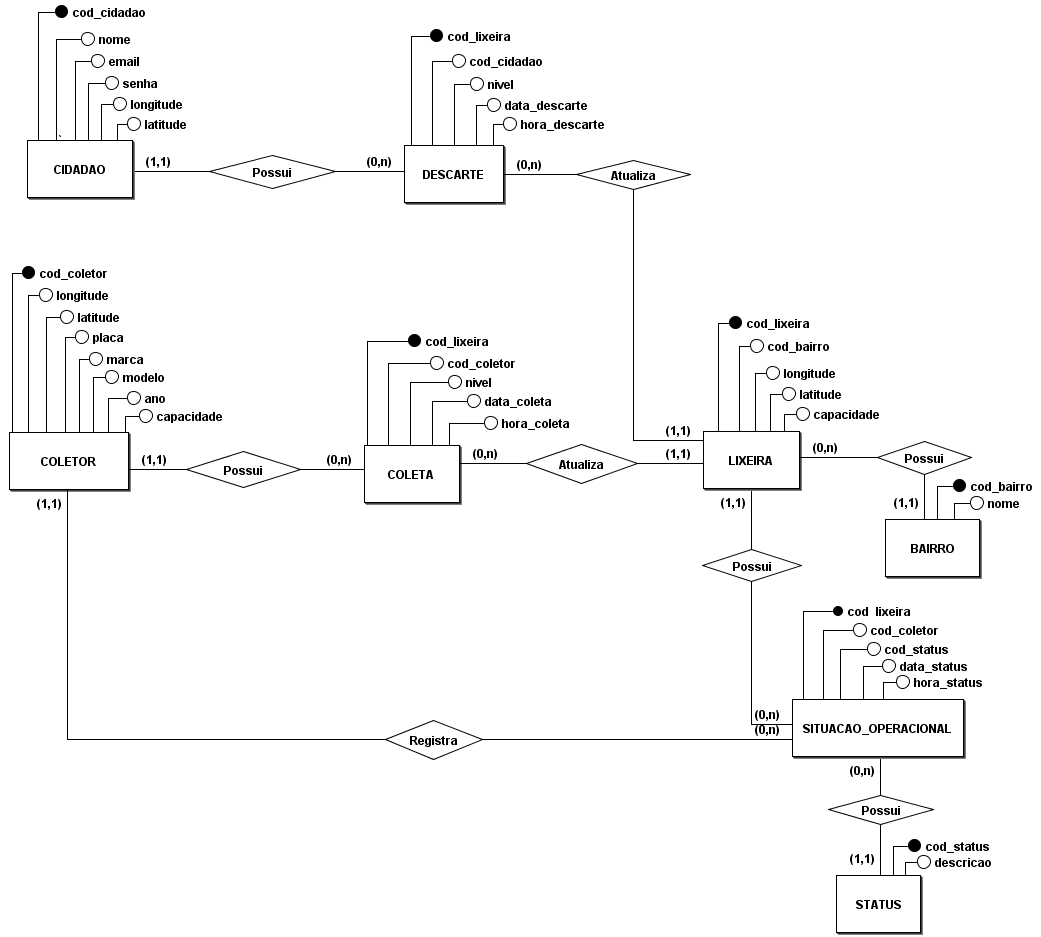 cod_cidadao
nome
email
senha
longitude
latitude
CIDADAO
(1,1)
Possui
(0,n)
cod_lixeira
cod_cidadao
nivel
data_descarte
hora_descarte
DESCARTE
(0,n)
Atualiza
(1,1)
cod_coletor
longitude
latitude
placa
marca
modelo
ano
capacidade
COLETOR
(1,1)
(1,1)
Possui
(0,n)
cod_lixeira
cod_coletor
nivel
data_coleta
hora_coleta
COLETA
(0,n)
Atualiza
(1,1)
cod_lixeira
cod_bairro
longitude
latitude
capacidade
LIXEIRA
(0,n)
Possui
(1,1)
cod_bairro
nome
BAIRRO
(1,1)
Possui
(0,n)
cod_lixeira
cod_coletor
cod_status
data_status
hora_status
SITUACAO_OPERACIONAL
Registra
(0,n)
(0,n)
Possui
(1,1)
cod_status
descricao
STATUS